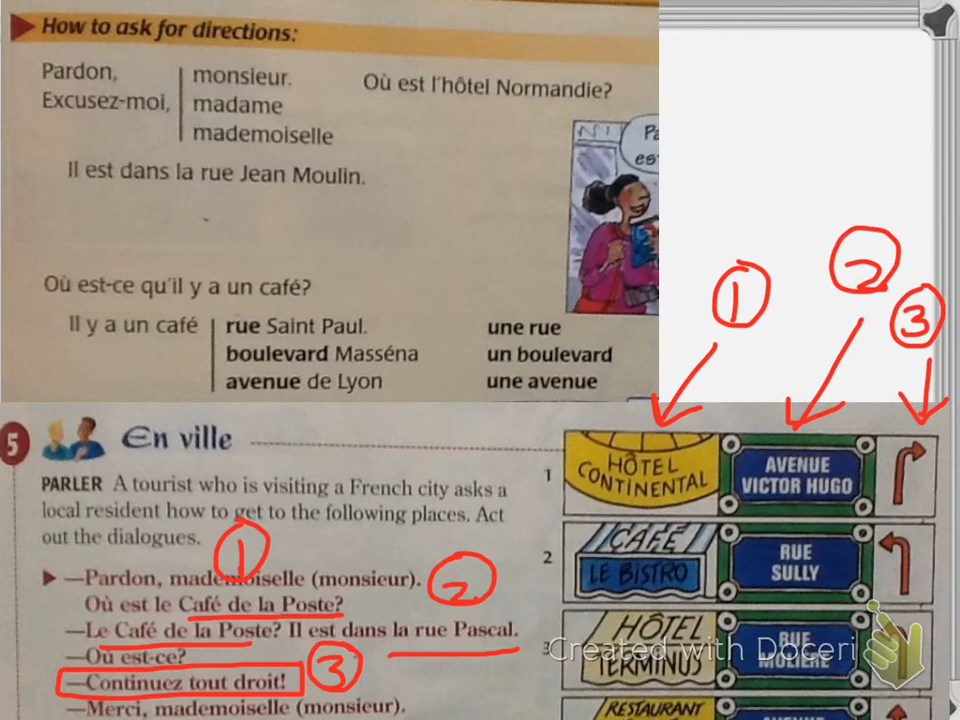 How to ask for directions:
Pardon,
Excusez-moi,
monsieur.
madame
mademoiselle
Où est l'hôtel Normandie?
Il est dans la rue Jean Moulin.
Où est-ce qu'il y a un café?
Il y a un café
rue Saint Paul.
boulevard Masséna
avenue de Lyon
une rue
un boulevard
une avenue
1
2
3
5 En ville
PARLER A tourist who is visiting a French city asks a
local resident how to get to the following places. Act
out the dialogues.
1
—Pardon, mademoiselle (monsieur).
2
Où est le Café de la Poste?
—Le Café de la Poste? Il est dans la rue Pascal.
—Où est-ce?
3
—Continuez tout droit!
—Merci, mademoiselle (monsieur).
1
HÔTEL
CONTINENTAL
AVENUE
VICTOR HUGO
2
CAFÉ
LE BISTRO
RUE
SULLY
3
HÔTEL
TERMINUS
RUE
MOLIÈRE
RESTAURANT
AVENUE
Created with Doceri